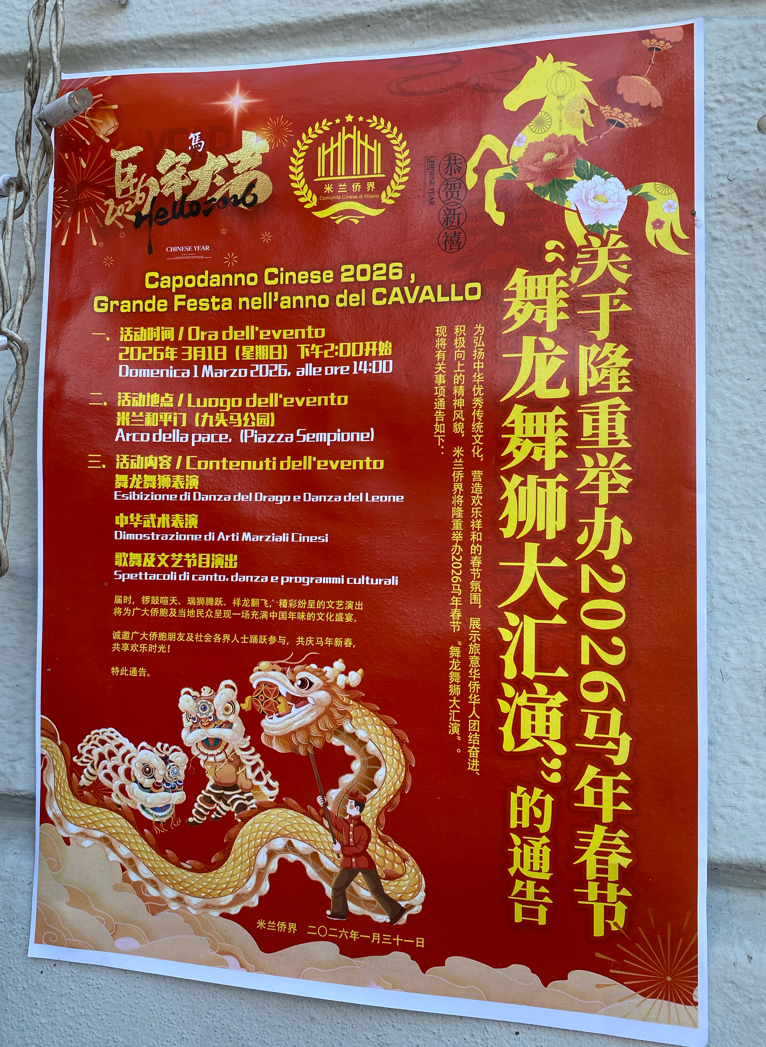 馬年大吉
2026
Hello 2026
CHINESE YEAR
米兰侨界
Comunità Cinese di Milano
恭贺新禧
CHINESE YEAR
Capodanno Cinese 2026 ,
Grande Festa nell'anno del CAVALLO
关于隆重举办2026马年春节
“舞龙舞狮大汇演”的通告
为弘扬中华优秀传统文化，营造欢乐祥和的春节氛围，展示旅意华侨华人团结奋进、
积极向上的精神风貌，米兰侨界将隆重举办2026马年春节“舞龙舞狮大汇演”。
现将有关事项通告如下：
一、活动时间 / Ora dell'evento
2026年3月1日（星期日）下午2:00开始
Domenica 1 Marzo 2026, alle ore 14:00
二、活动地点 / Luogo dell'evento
米兰和平门（九头马公园）
Arco della pace, (Piazza Sempione)
三、活动内容 / Contenuti dell'evento
舞龙舞狮表演
Esibizione di Danza del Drago e Danza del Leone
中华武术表演
Dimostrazione di Arti Marziali Cinesi
歌舞及文艺节目演出
Spettacoli di canto, danza e programmi culturali
届时，锣鼓喧天、瑞狮腾跃、祥龙翻飞，精彩纷呈的文艺演出
将为广大侨胞及当地民众呈现一场充满中国年味的文化盛宴。
诚邀广大侨胞朋友及社会各界人士踊跃参与，共庆马年新春，
共享欢乐时光！
特此通告。
米兰侨界 二〇二六年一月三十一日